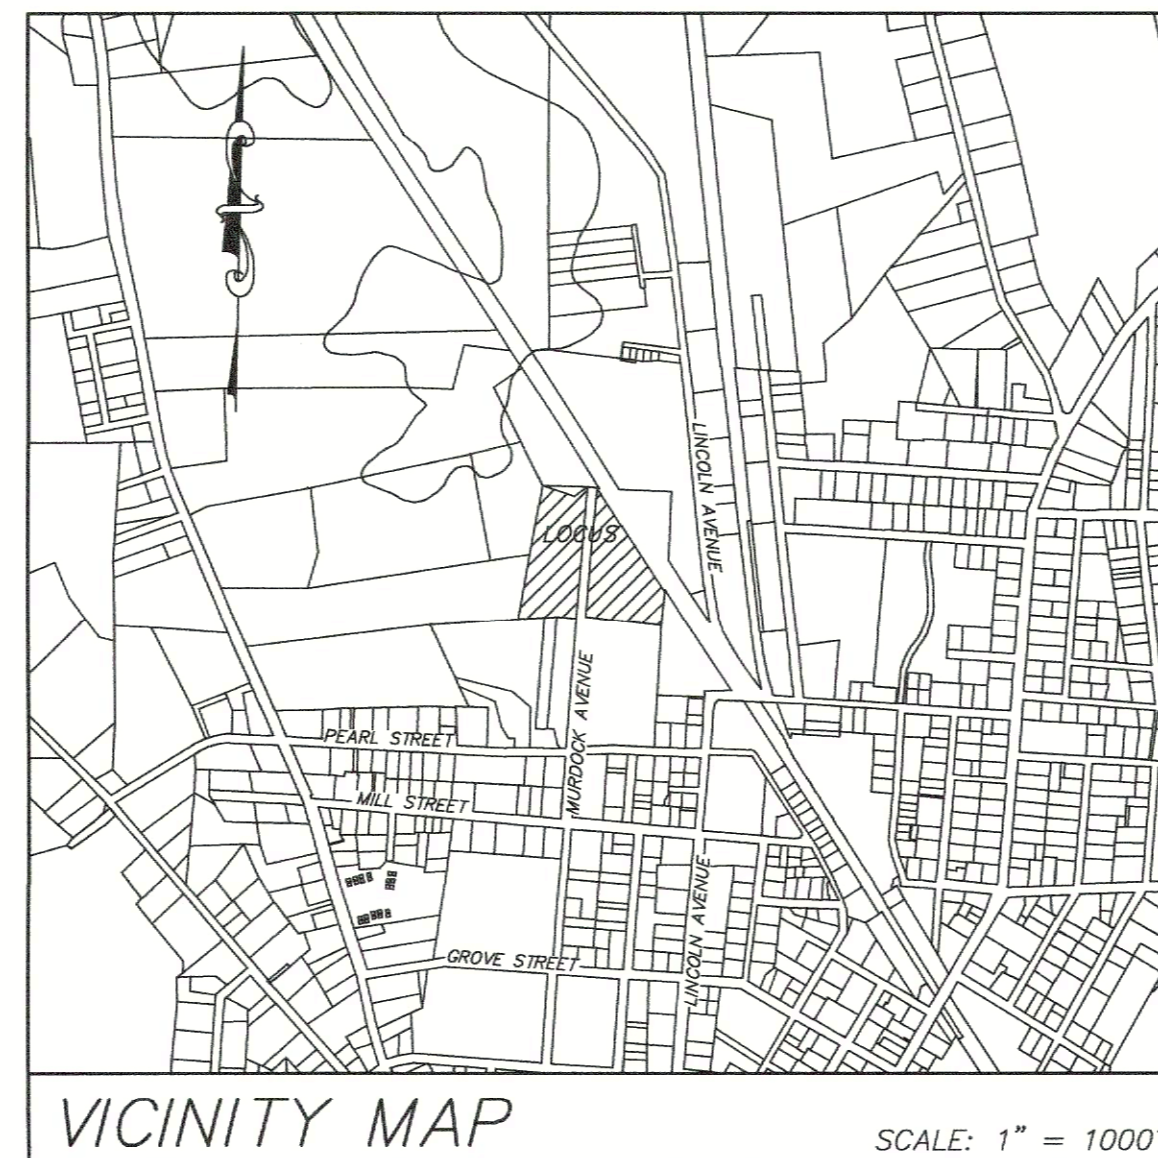 LINCOLN AVENUE
LOCUS
MURDOCK AVENUE
PEARL STREET
MILL STREET
LINCOLN AVENUE
GROVE STREET
VICINITY MAP
SCALE: 1" = 1000'